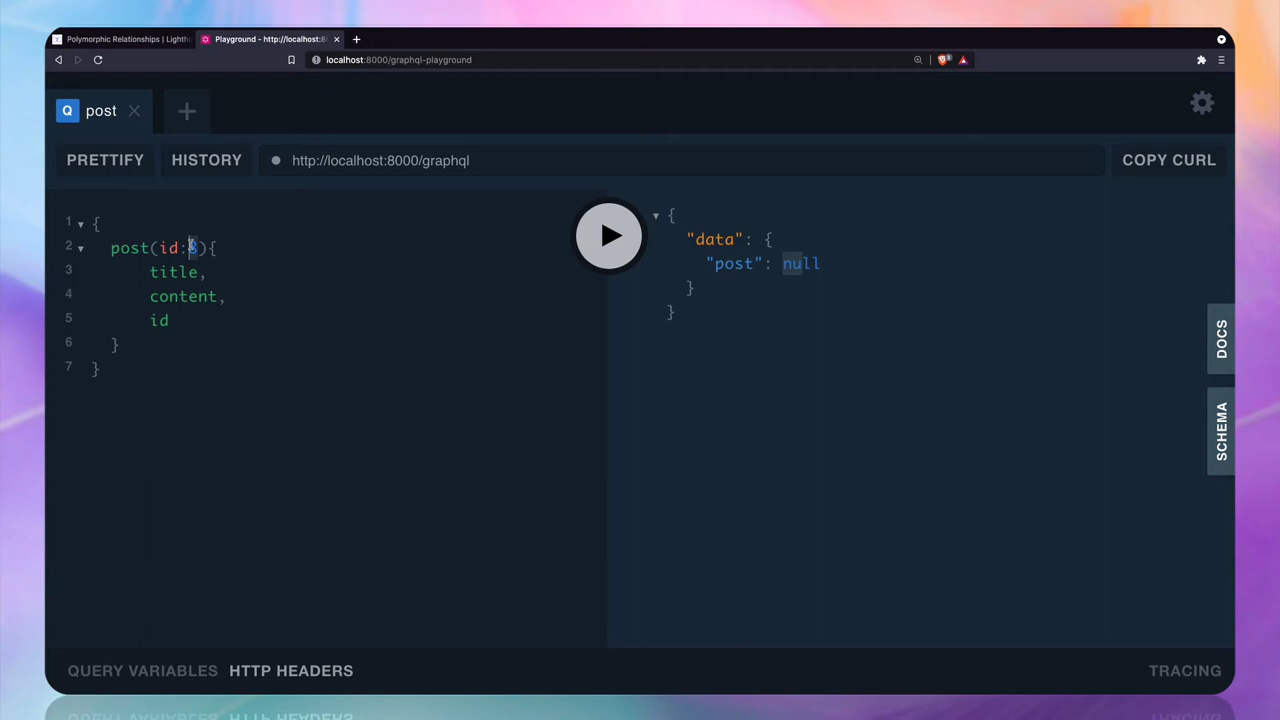 Polymorphic Relationships | Lighth
Playground - http://localhost:8
localhost:8000/graphql-playground
Q post
PRETTIFY
HISTORY
http://localhost:8000/graphql
COPY CURL
1 {
2 post(id:){
3 title,
4 content,
5 id
6 }
7 }
{
"data": {
"post": null
}
}
DOCS
SCHEMA
QUERY VARIABLES
HTTP HEADERS
TRACING